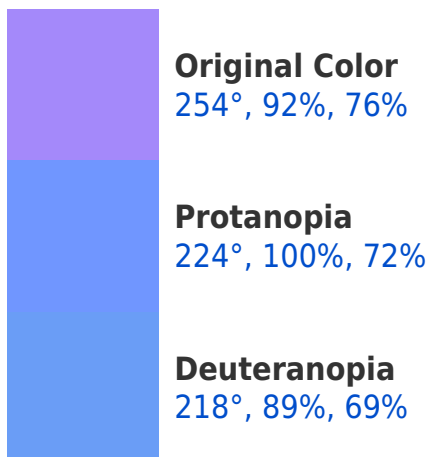 Original Color
254°, 92%, 76%
Protanopia
224°, 100%, 72%
Deuteranopia
218°, 89%, 69%